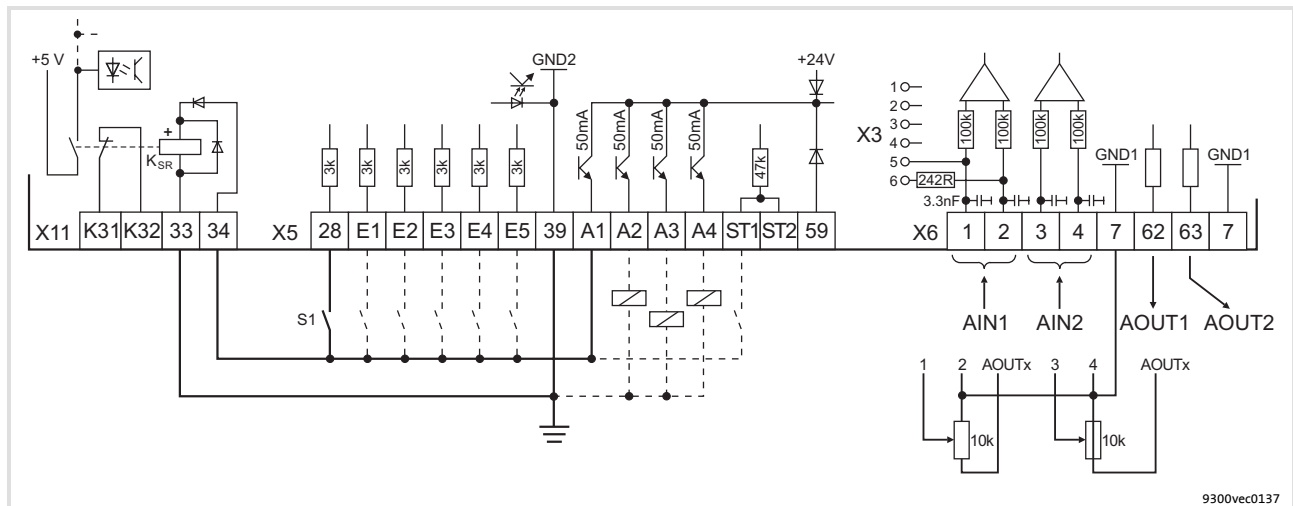 +5 V
GND2
+24V
+
K_SR
3k 3k 3k 3k 3k 3k
50mA 50mA 50mA 50mA
47k
1
2
X3 3
4
5
6 242R
100k 100k 100k 100k
3.3nF
GND1 GND1
X11 K31 K32 33 34
X5 28 E1 E2 E3 E4 E5 39 A1 A2 A3 A4 ST1 ST2 59
X6 1 2 3 4 7 62 63 7
S1
AIN1 AIN2 AOUT1 AOUT2
1 2 AOUTx 3 4 AOUTx
10k 10k
9300vec0137